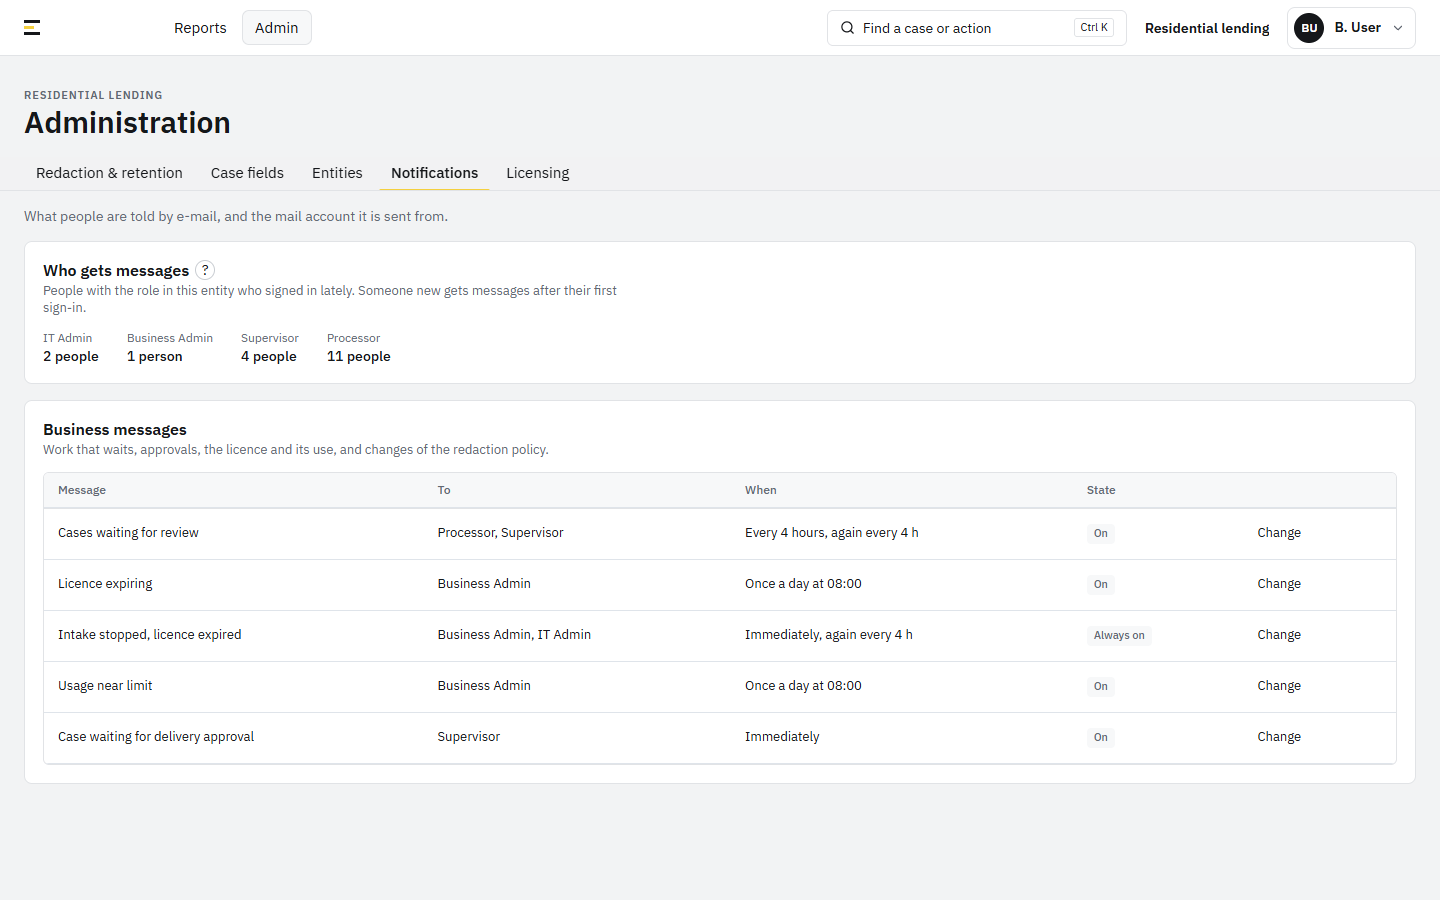 Reports
Admin
Find a case or action
Ctrl K
Residential lending
BU
B. User
RESIDENTIAL LENDING
Administration
Redaction & retention
Case fields
Entities
Notifications
Licensing
What people are told by e-mail, and the mail account it is sent from.
Who gets messages ?
People with the role in this entity who signed in lately. Someone new gets messages after their first
sign-in.
IT Admin
2 people
Business Admin
1 person
Supervisor
4 people
Processor
11 people
Business messages
Work that waits, approvals, the licence and its use, and changes of the redaction policy.
Message To When State
Cases waiting for review Processor, Supervisor Every 4 hours, again every 4 h On Change
Licence expiring Business Admin Once a day at 08:00 On Change
Intake stopped, licence expired Business Admin, IT Admin Immediately, again every 4 h Always on Change
Usage near limit Business Admin Once a day at 08:00 On Change
Case waiting for delivery approval Supervisor Immediately On Change